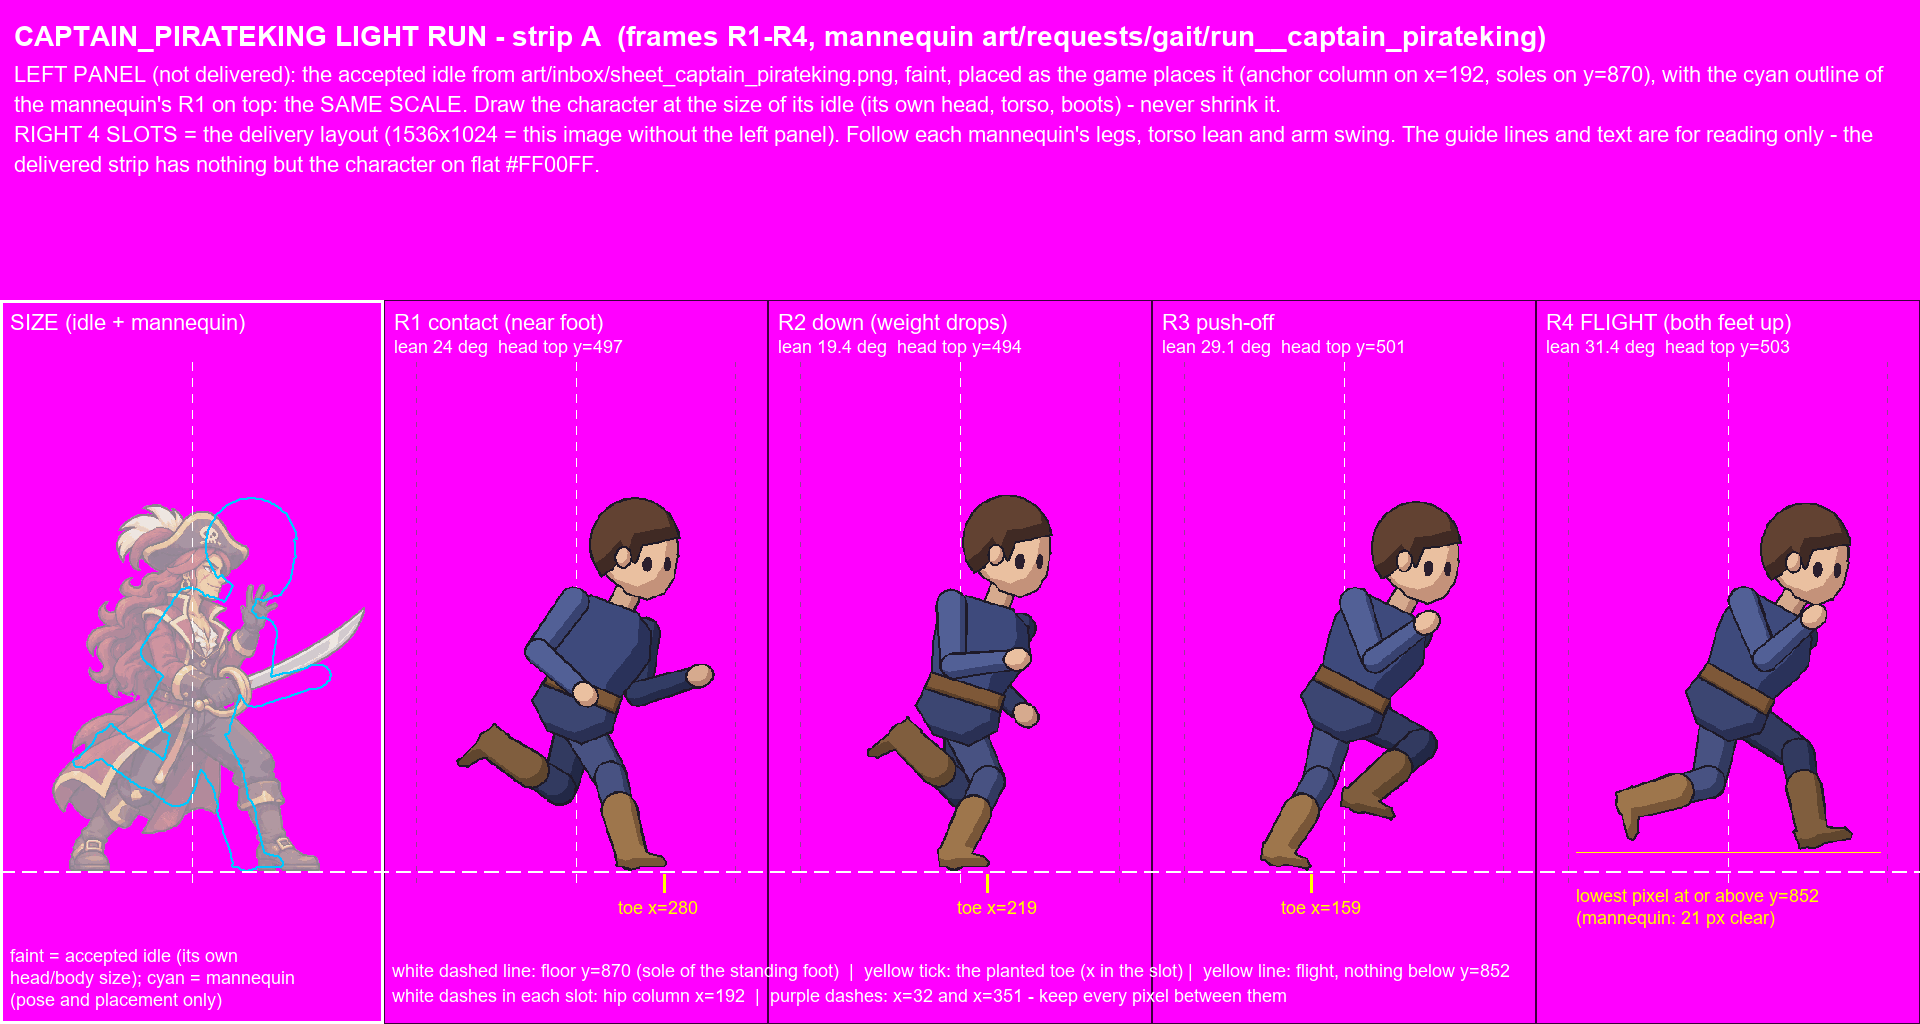 CAPTAIN_PIRATEKING LIGHT RUN - strip A  (frames R1-R4, mannequin art/requests/gait/run__captain_pirateking)
LEFT PANEL (not delivered): the accepted idle from art/inbox/sheet_captain_pirateking.png, faint, placed as the game places it (anchor column on x=192, soles on y=870), with the cyan outline of
the mannequin's R1 on top: the SAME SCALE. Draw the character at the size of its idle (its own head, torso, boots) - never shrink it.
RIGHT 4 SLOTS = the delivery layout (1536x1024 = this image without the left panel). Follow each mannequin's legs, torso lean and arm swing. The guide lines and text are for reading only - the
delivered strip has nothing but the character on flat #FF00FF.
SIZE (idle + mannequin)
R1 contact (near foot)
lean 24 deg  head top y=497
R2 down (weight drops)
lean 19.4 deg  head top y=494
R3 push-off
lean 29.1 deg  head top y=501
R4 FLIGHT (both feet up)
lean 31.4 deg  head top y=503
toe x=280
toe x=219
toe x=159
lowest pixel at or above y=852
(mannequin: 21 px clear)
faint = accepted idle (its own
head/body size); cyan = mannequin
(pose and placement only)
white dashed line: floor y=870 (sole of the standing foot)  |  yellow tick: the planted toe (x in the slot) |  yellow line: flight, nothing below y=852
white dashes in each slot: hip column x=192  |  purple dashes: x=32 and x=351 - keep every pixel between them